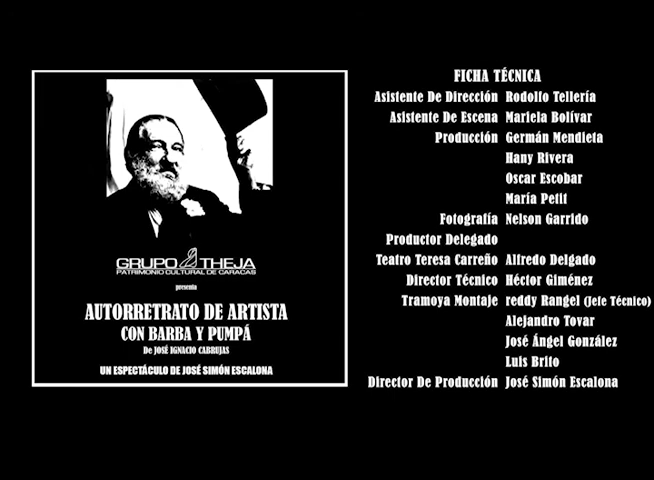 GRUPO THEJA
PATRIMONIO CULTURAL DE CARACAS
presenta
AUTORRETRATO DE ARTISTA
CON BARBA Y PUMPÁ
De JOSÉ IGNACIO CABRUJAS
UN ESPECTÁCULO DE JOSÉ SIMÓN ESCALONA
FICHA TÉCNICA
Asistente De Dirección Rodolfo Tellería
Asistente De Escena Mariela Bolívar
Producción Germán Mendieta
Hany Rivera
Oscar Escobar
María Petit
Fotografía Nelson Garrido
Productor Delegado
Teatro Teresa Carreño Alfredo Delgado
Director Técnico Héctor Giménez
Tramoya Montaje reddy Rangel (Jefe Técnico)
Alejandro Tovar
José Ángel González
Luis Brito
Director De Producción José Simón Escalona